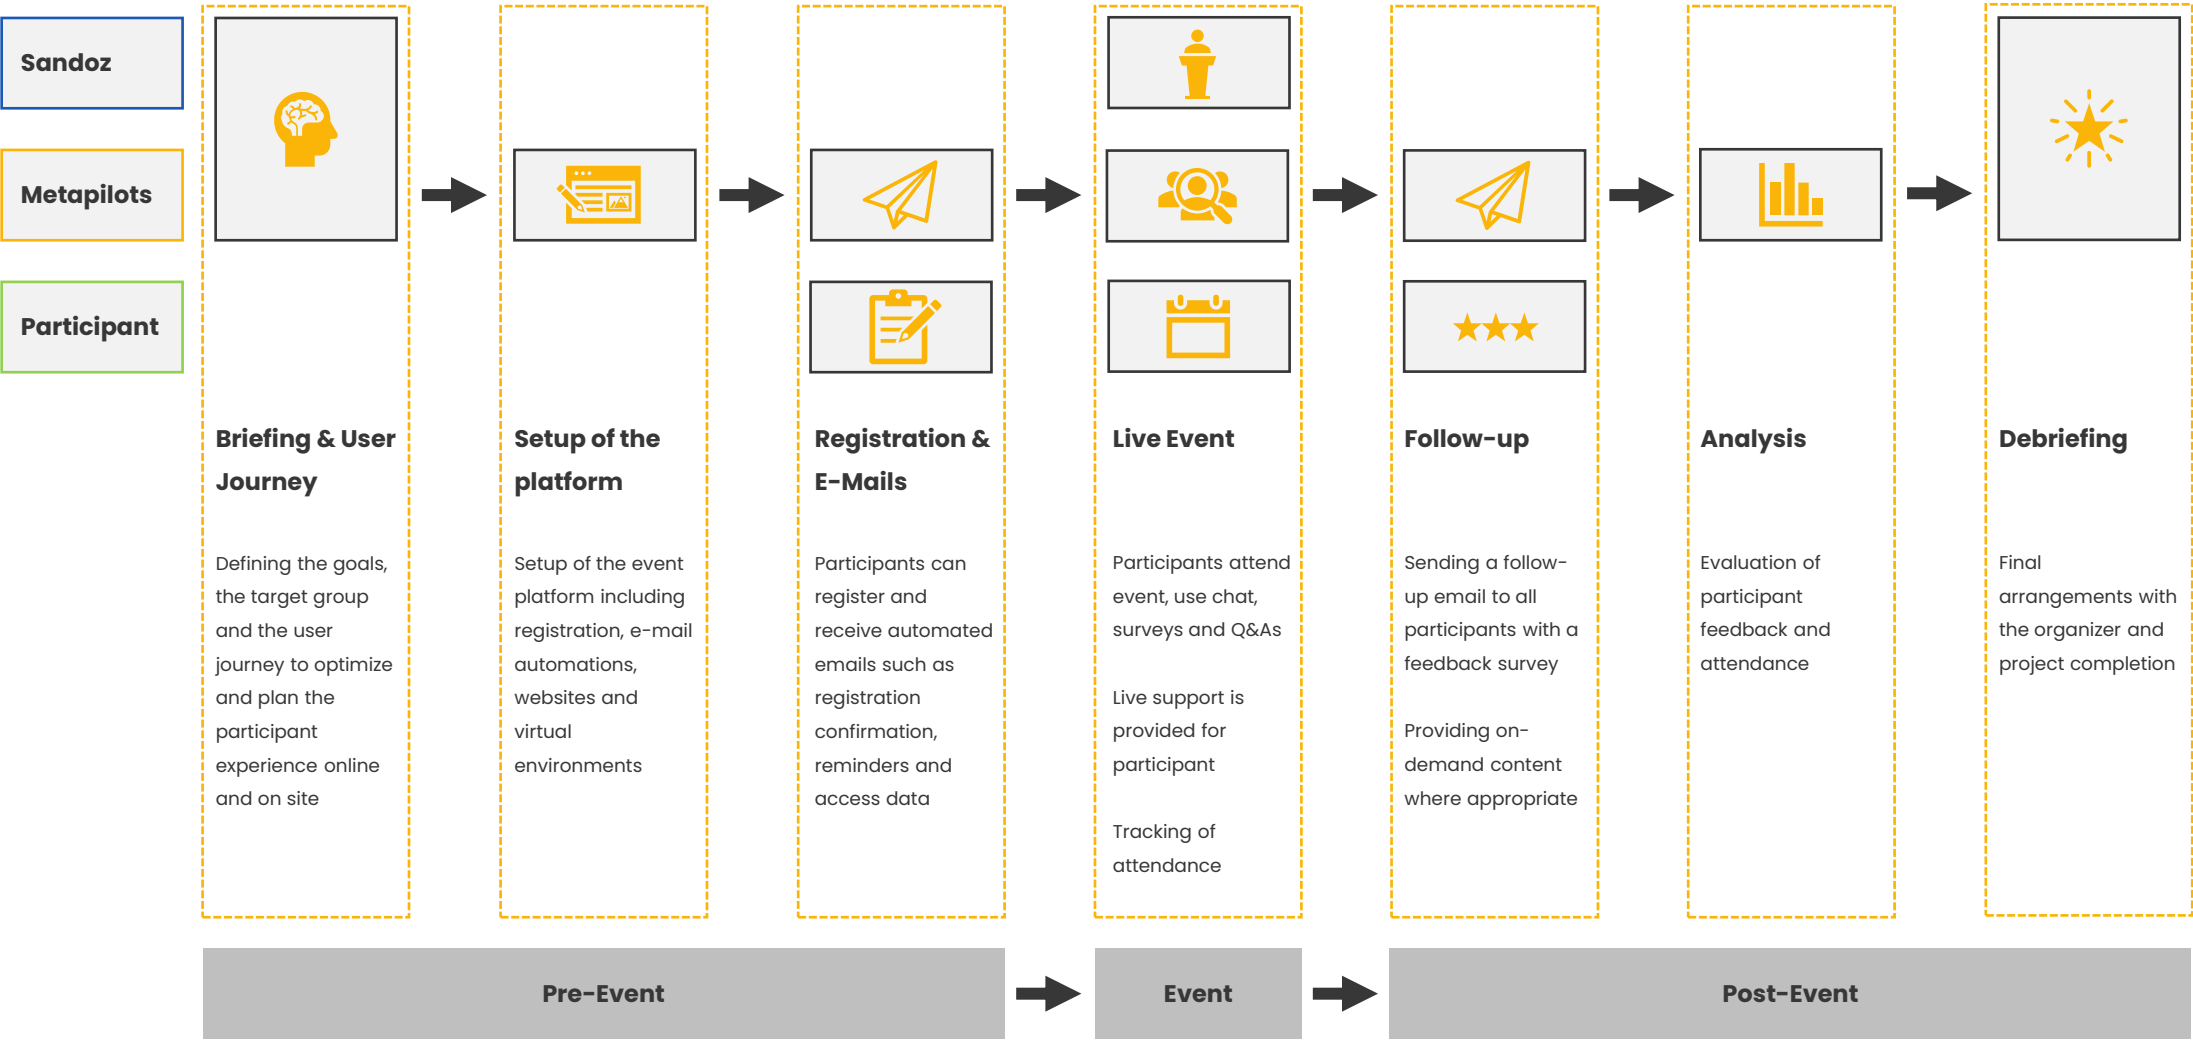 Sandoz
Metapilots
Participant
Briefing & User
Journey
Defining the goals,
the target group
and the user
journey to optimize
and plan the
participant
experience online
and on site
Setup of the
platform
Setup of the event
platform including
registration, e-mail
automations,
websites and
virtual
environments
Registration &
E-Mails
Participants can
register and
receive automated
emails such as
registration
confirmation,
reminders and
access data
Live Event
Participants attend
event, use chat,
surveys and Q&As
Live support is
provided for
participant
Tracking of
attendance
Follow-up
Sending a follow-
up email to all
participants with a
feedback survey
Providing on-
demand content
where appropriate
Analysis
Evaluation of
participant
feedback and
attendance
Debriefing
Final
arrangements with
the organizer and
project completion
Pre-Event
Event
Post-Event